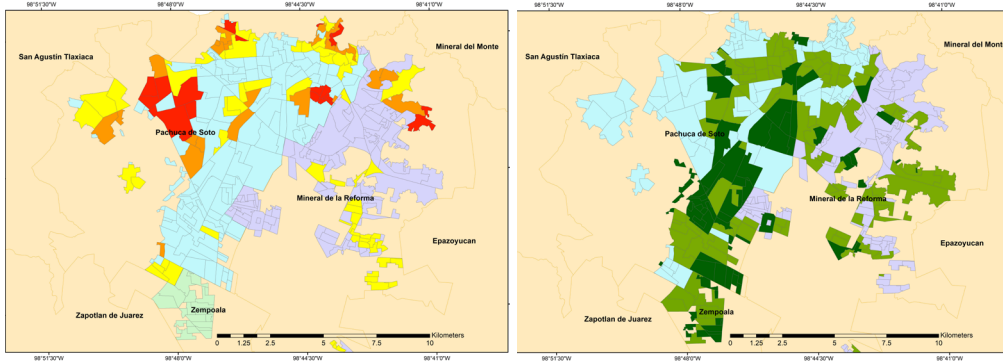 98°51'30"W 98°48'0"W 98°44'30"W 98°41'0"W
San Agustin Tlaxiaca
Mineral del Monte
Pachuca de Soto
Mineral de la Reforma
Epazoyucan
Zapotlan de Juarez
Zempoala
Kilometers
0 1.25 2.5 5 7.5 10
98°51'30"W 98°48'0"W 98°44'30"W 98°41'0"W
98°51'30"W 98°48'0"W 98°44'30"W 98°41'0"W
San Agustin Tlaxiaca
Mineral del Monte
Pachuca de Soto
Mineral de la Reforma
Epazoyucan
Zapotlan de Juarez
Zempoala
Kilometers
0 1.25 2.5 5 7.5 10
98°51'30"W 98°48'0"W 98°44'30"W 98°41'0"W